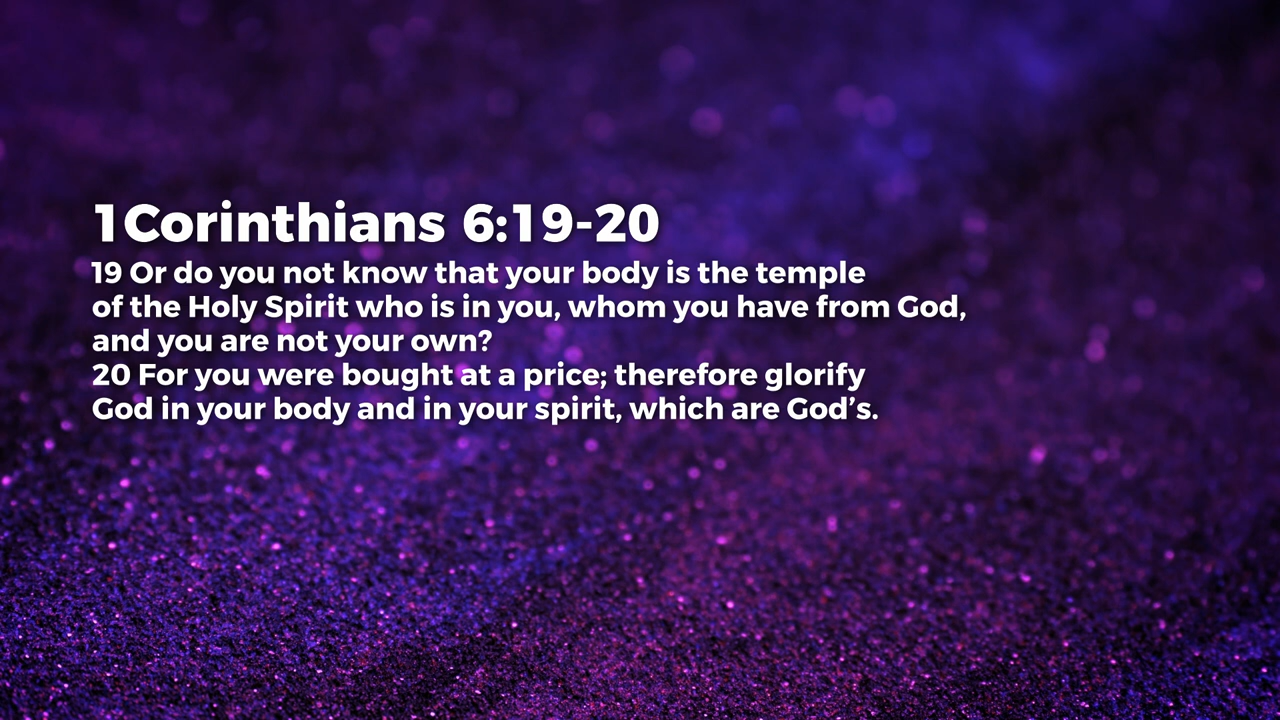 1 Corinthians 6:19-20
19 Or do you not know that your body is the temple
of the Holy Spirit who is in you, whom you have from God,
and you are not your own?
20 For you were bought at a price; therefore glorify
God in your body and in your spirit, which are God’s.